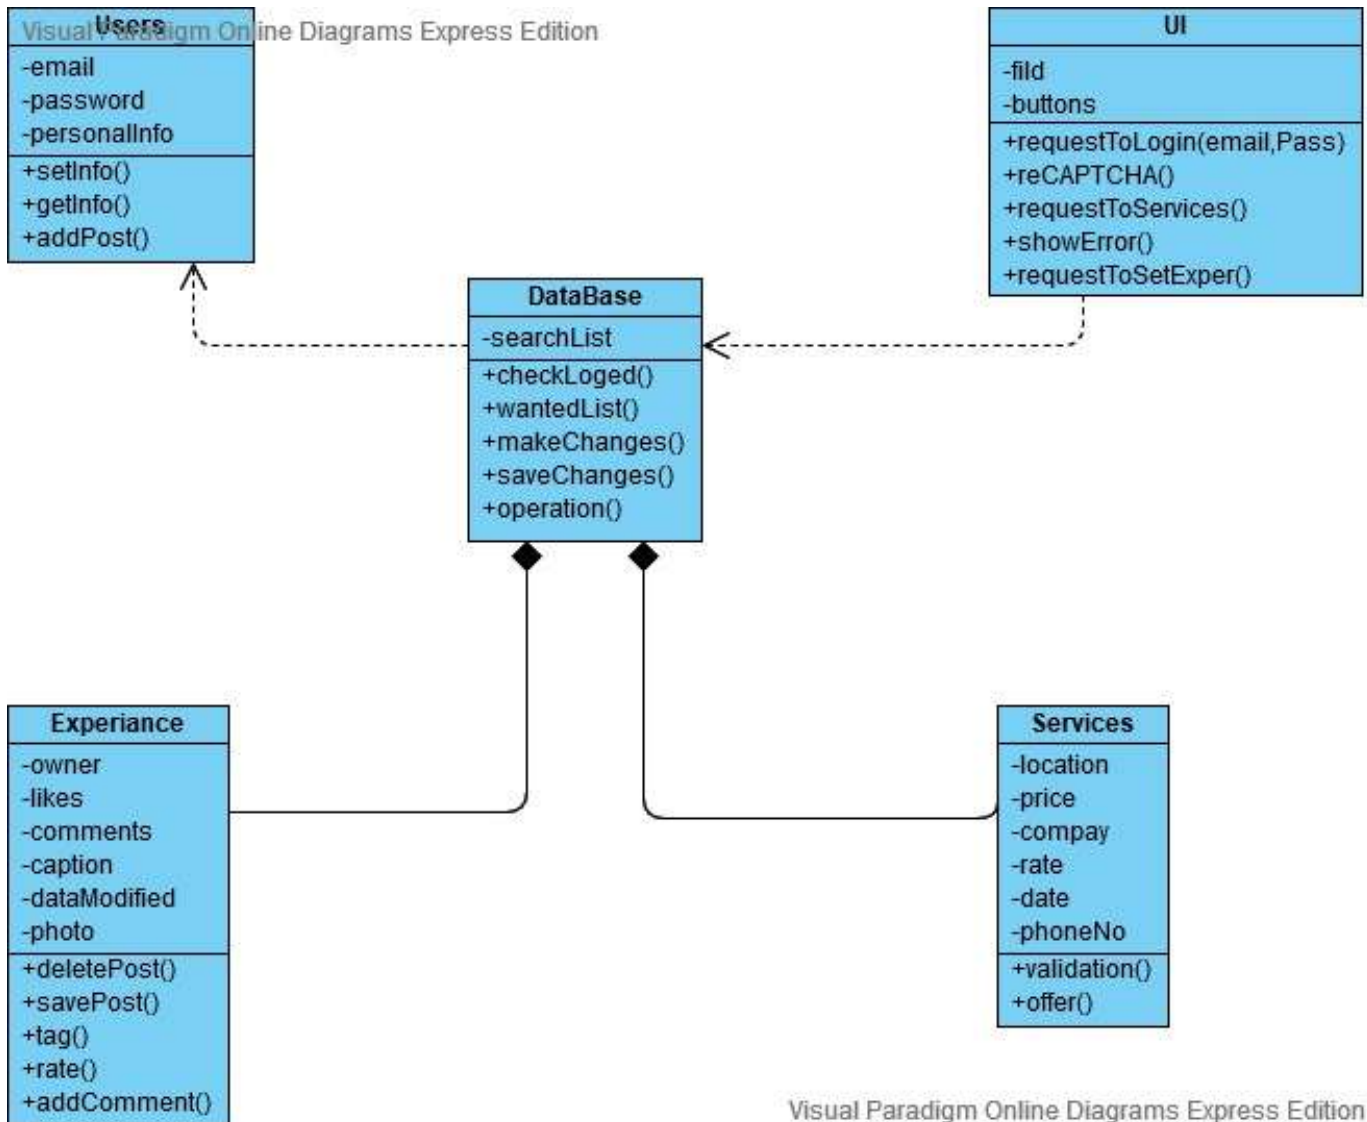 Visual Paradigm Online Diagrams Express Edition
Users
-email
-password
-personalInfo
+setInfo()
+getInfo()
+addPost()
UI
-fild
-buttons
+requestToLogin(email,Pass)
+reCAPTCHA()
+requestToServices()
+showError()
+requestToSetExper()
DataBase
-searchList
+checkLoged()
+wantedList()
+makeChanges()
+saveChanges()
+operation()
Experiance
-owner
-likes
-comments
-caption
-dataModified
-photo
+deletePost()
+savePost()
+tag()
+rate()
+addComment()
Services
-location
-price
-compay
-rate
-date
-phoneNo
+validation()
+offer()
Visual Paradigm Online Diagrams Express Edition